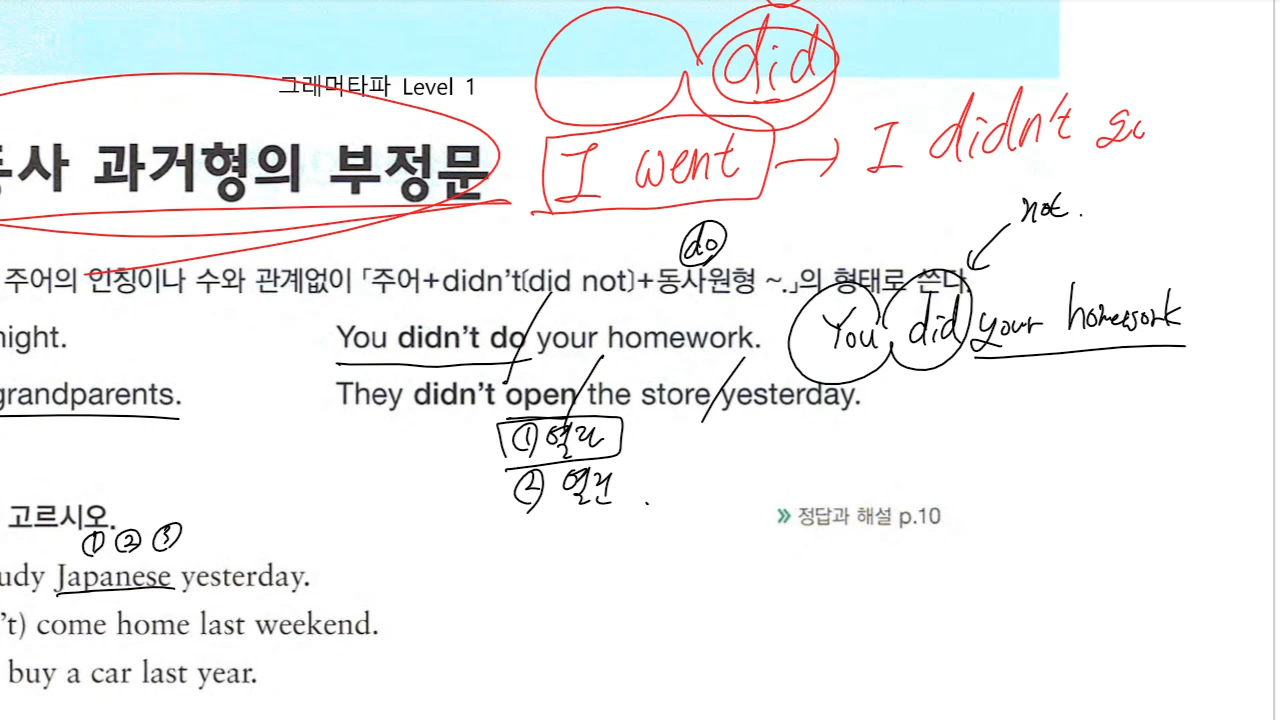 did
그래머타파 Level 1
동사 과거형의 부정문
I went → I didn't
not.
do
주어의 인칭이나 수와 관계없이 「주어+didn't(did not)+동사원형 ~.」의 형태로 쓴다.
night.
You didn't do your homework.
You did your homework
grandparents.
They didn't open the store yesterday.
① 열다
② 열린
고르시오.
① ② ③
» 정답과 해설 p.10
udy Japanese yesterday.
't) come home last weekend.
buy a car last year.